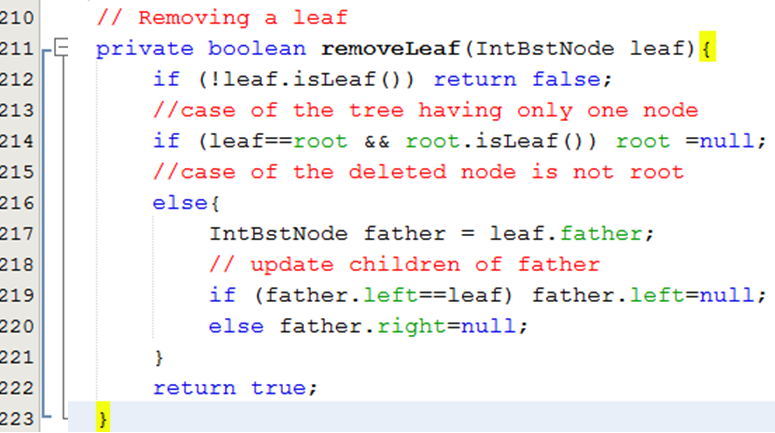 210 // Removing a leaf
211 private boolean removeLeaf(IntBstNode leaf){
212 if (!leaf.isLeaf()) return false;
213 //case of the tree having only one node
214 if (leaf==root && root.isLeaf()) root =null;
215 //case of the deleted node is not root
216 else{
217 IntBstNode father = leaf.father;
218 // update children of father
219 if (father.left==leaf) father.left=null;
220 else father.right=null;
221 }
222 return true;
223 }